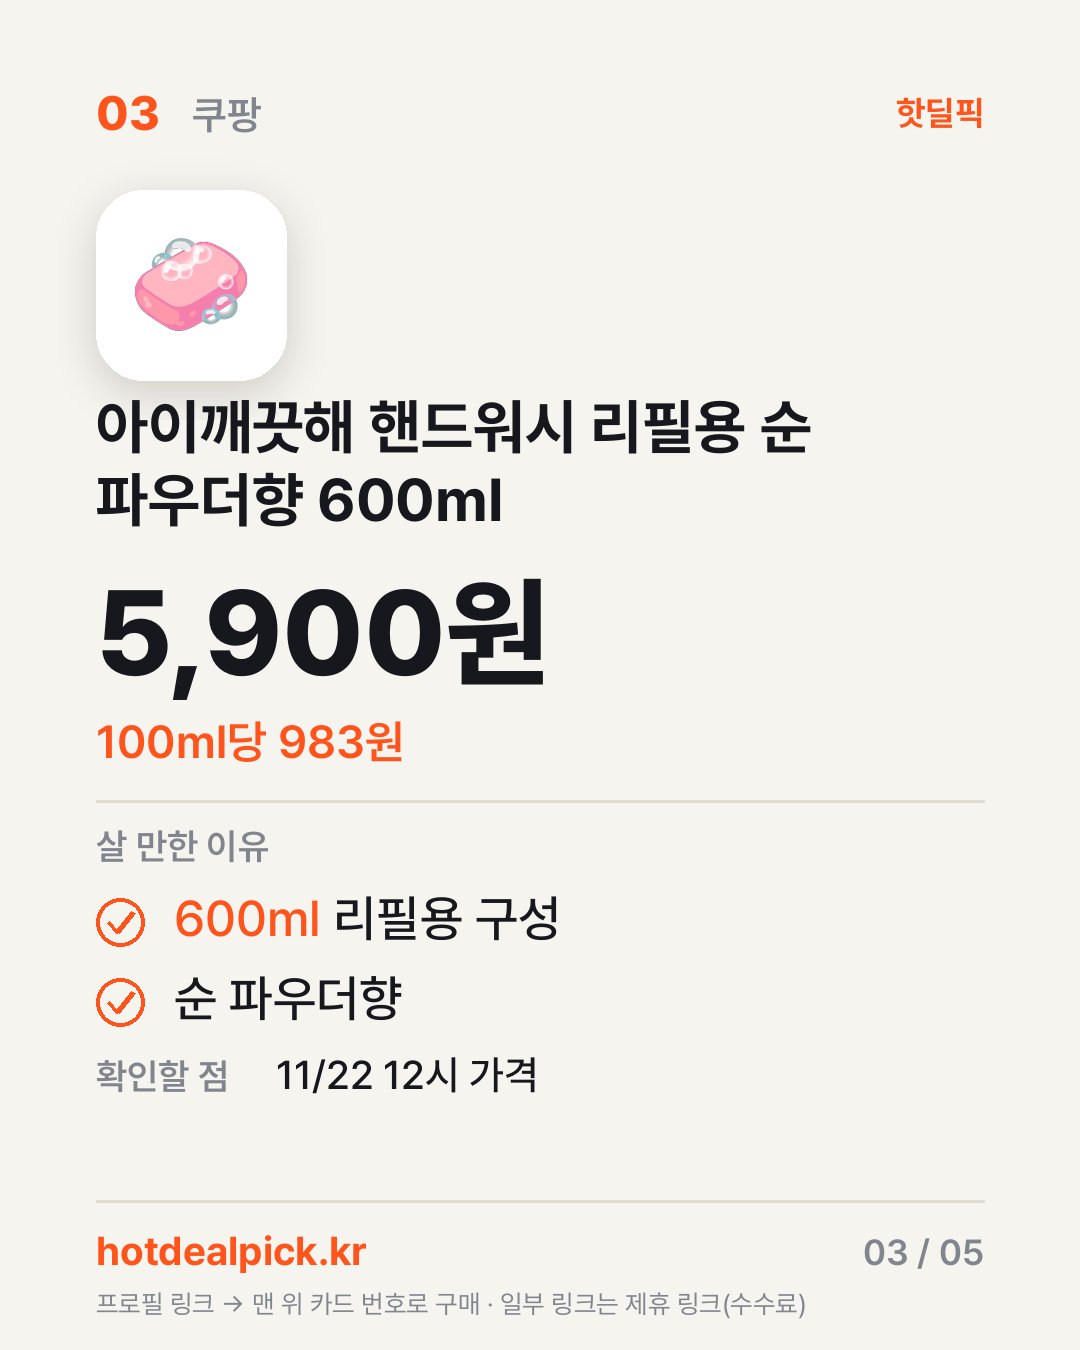 03 쿠팡 핫딜픽
아이깨끗해 핸드워시 리필용 순
파우더향 600ml
5,900원
100ml당 983원
살 만한 이유
600ml 리필용 구성
순 파우더향
확인할 점 11/22 12시 가격
hotdealpick.kr 03 / 05
프로필 링크 → 맨 위 카드 번호로 구매 · 일부 링크는 제휴 링크(수수료)